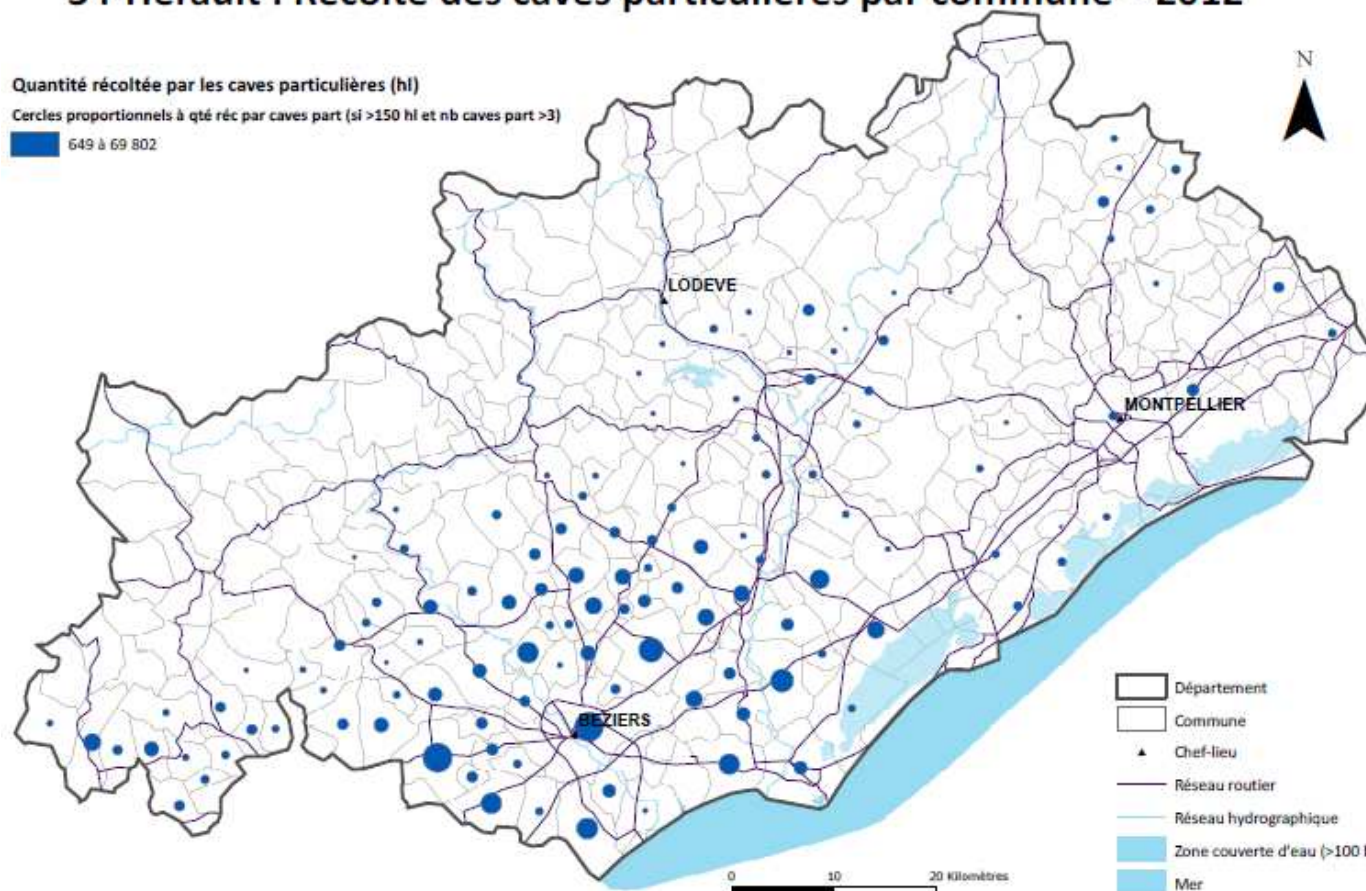 34 Hérault : Récolte des caves particulières par commune - 2012
Quantité récoltée par les caves particulières (hl)
Cercles proportionnels à qté réc par caves part (si >150 hl et nb caves part >3)
649 à 69 802
N
LODEVE
MONTPELLIER
BEZIERS
Département
Commune
Chef-lieu
Réseau routier
Réseau hydrographique
Zone couverte d'eau (>100
Mer
0 10 20 Kilomètres